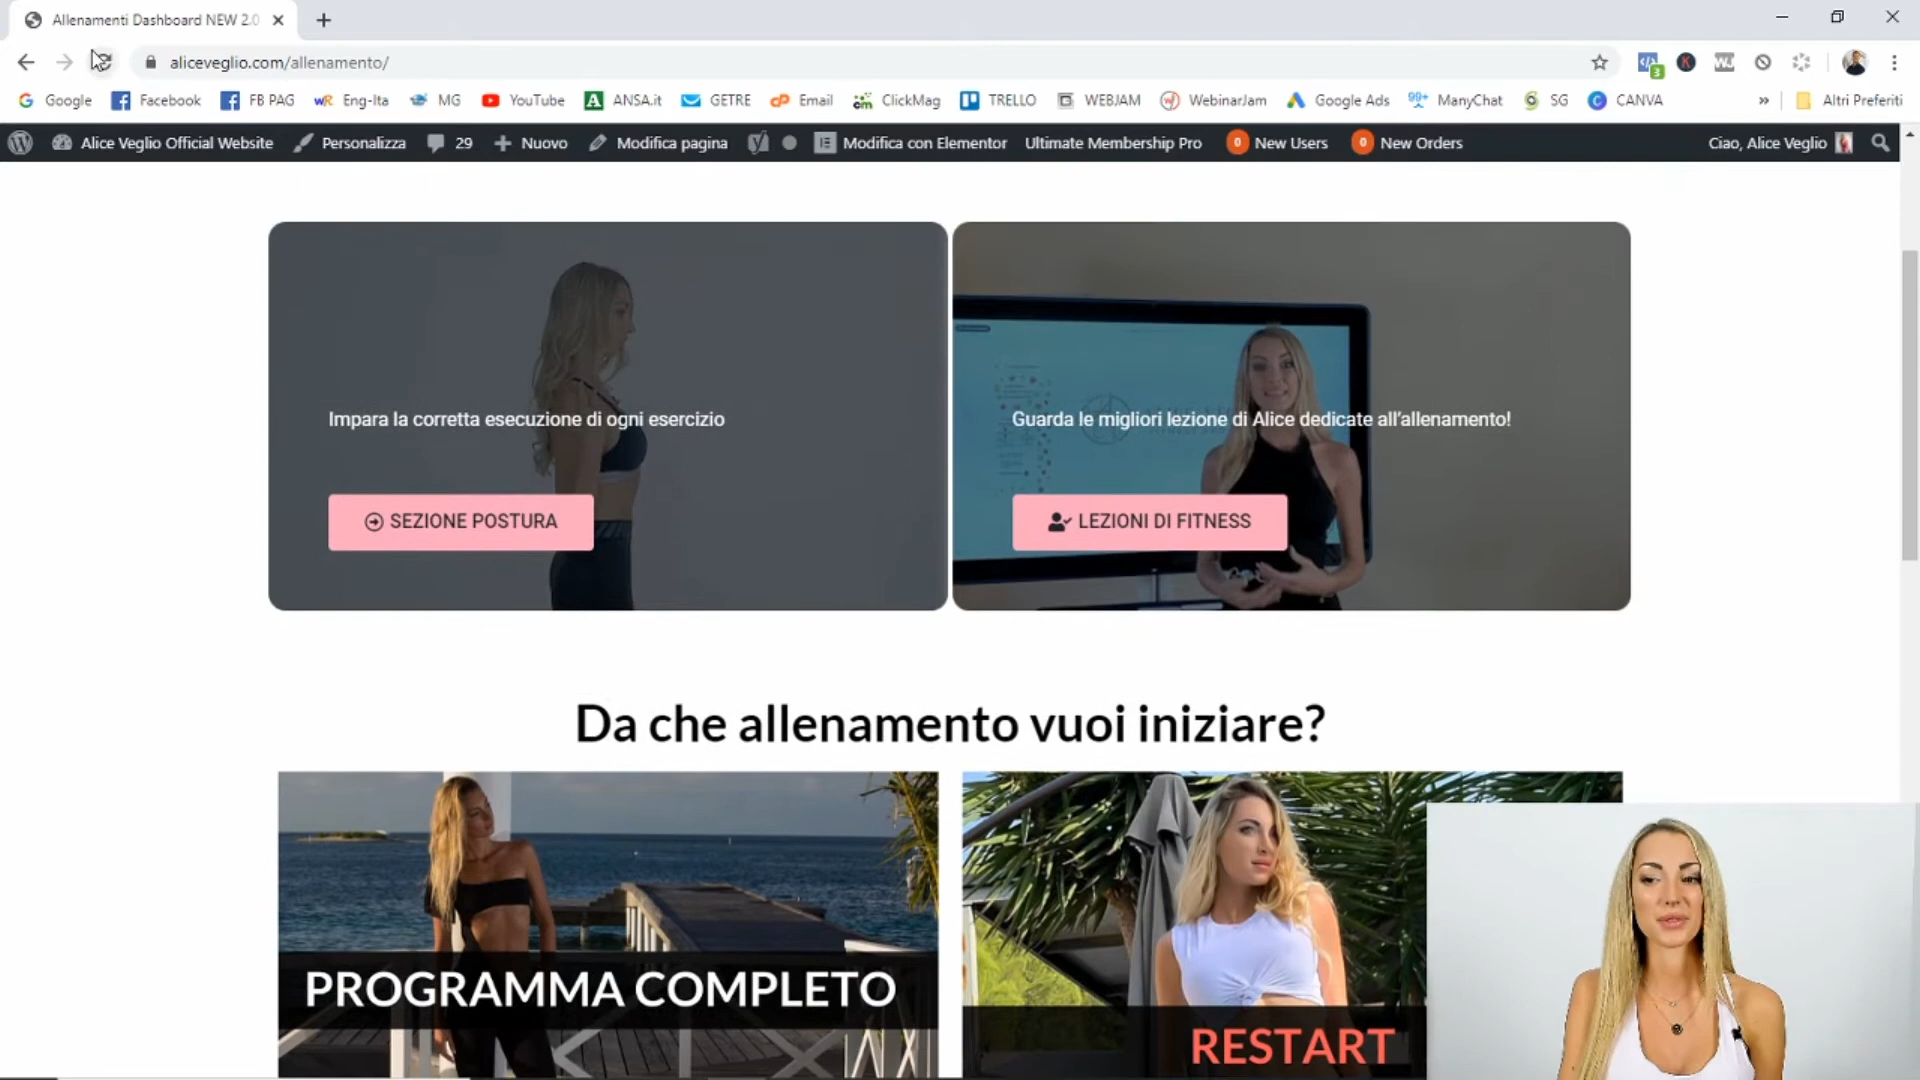 Allenamenti Dashboard NEW 2.0
aliceveglio.com/allenamento/
Google Facebook FB PAG Eng-Ita MG YouTube ANSA.it GETRE Email ClickMag TRELLO WEBJAM WebinarJam Google Ads ManyChat SG CANVA » Altri Preferiti
Alice Veglio Official Website Personalizza 29 Nuovo Modifica pagina Modifica con Elementor Ultimate Membership Pro 0 New Users 0 New Orders Ciao, Alice Veglio
Impara la corretta esecuzione di ogni esercizio
SEZIONE POSTURA
Guarda le migliori lezione di Alice dedicate all'allenamento!
LEZIONI DI FITNESS
Da che allenamento vuoi iniziare?
PROGRAMMA COMPLETO
RESTART